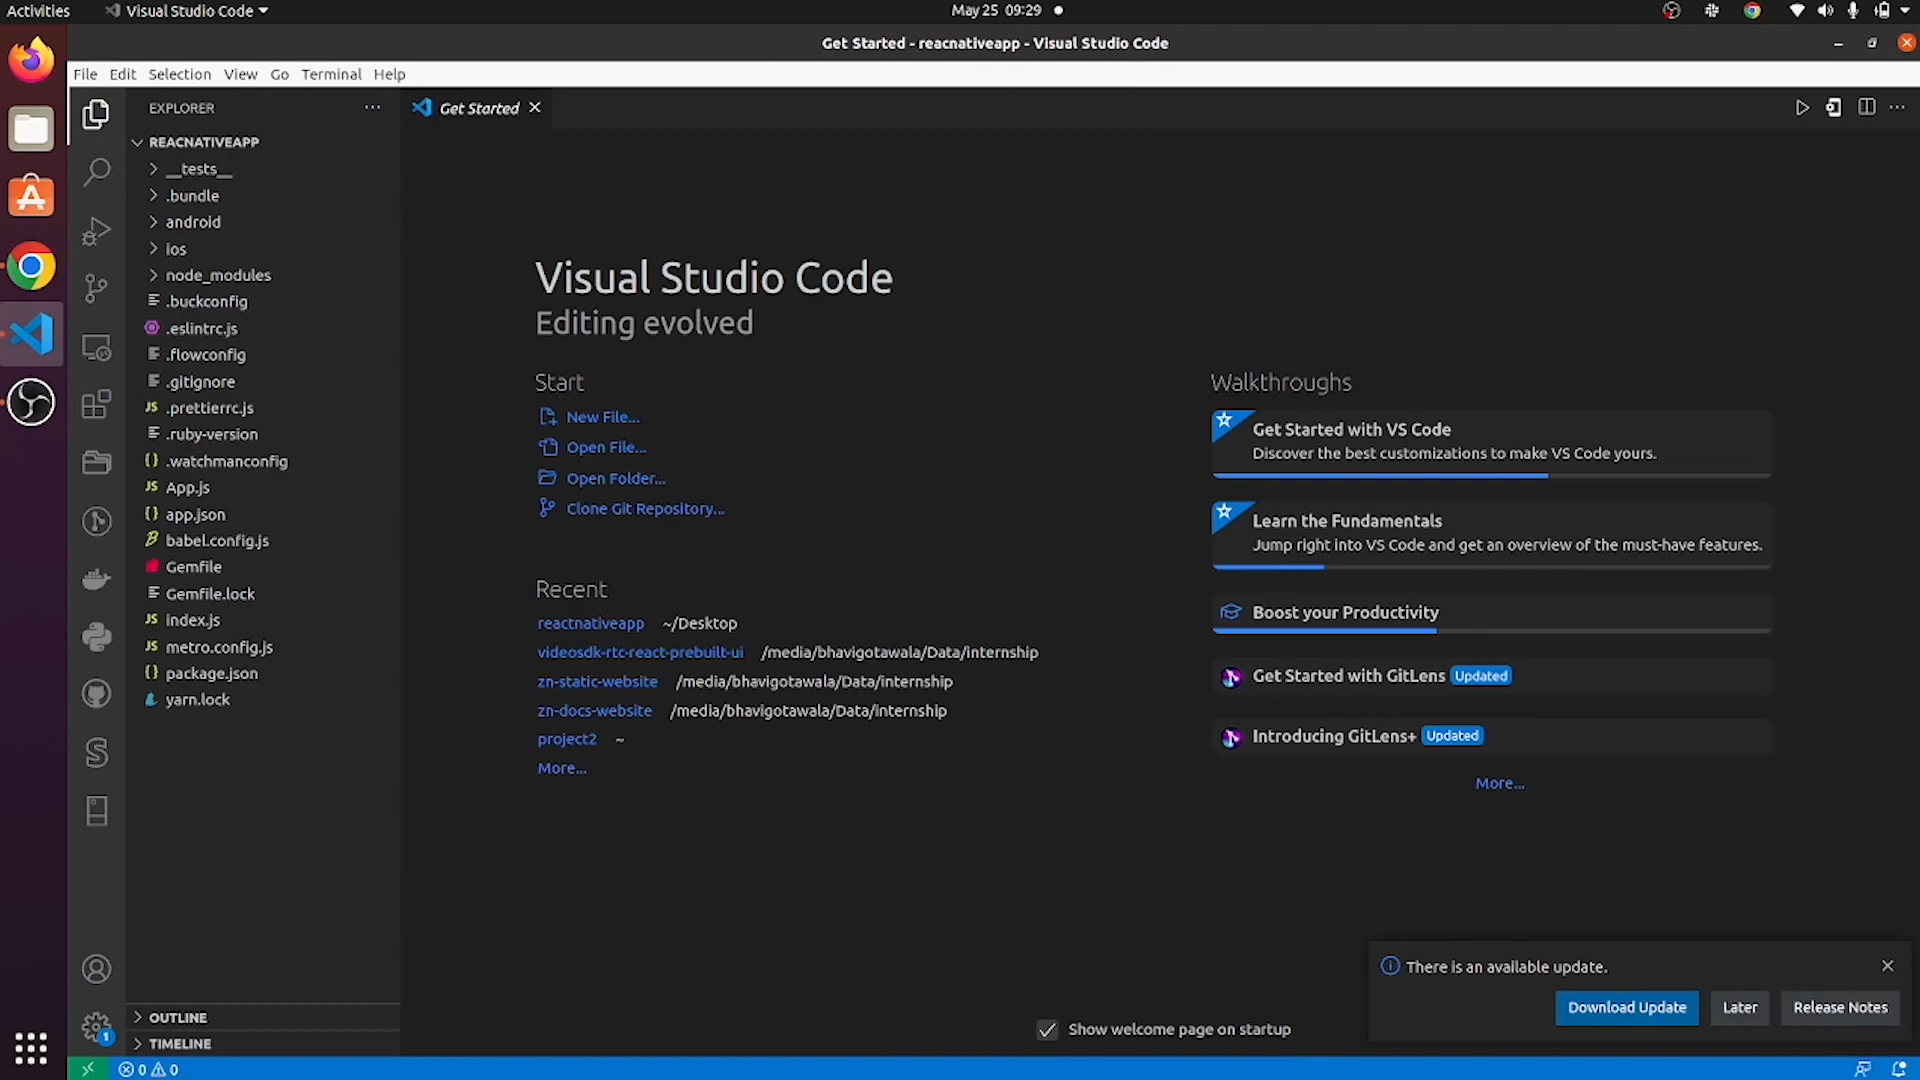 Activities
Visual Studio Code
May 25 09:29
Get Started - reacnativeapp - Visual Studio Code
File Edit Selection View Go Terminal Help
EXPLORER
Get Started
REACNATIVEAPP
__tests__
.bundle
android
ios
node_modules
.buckconfig
.eslintrc.js
.flowconfig
.gitignore
.prettierrc.js
.ruby-version
.watchmanconfig
App.js
app.json
babel.config.js
Gemfile
Gemfile.lock
index.js
metro.config.js
package.json
yarn.lock
OUTLINE
TIMELINE
Visual Studio Code
Editing evolved
Start
New File...
Open File...
Open Folder...
Clone Git Repository...
Recent
reactnativeapp ~/Desktop
videosdk-rtc-react-prebuilt-ui /media/bhavigotawala/Data/internship
zn-static-website /media/bhavigotawala/Data/internship
zn-docs-website /media/bhavigotawala/Data/internship
project2 ~
More...
Walkthroughs
Get Started with VS Code
Discover the best customizations to make VS Code yours.
Learn the Fundamentals
Jump right into VS Code and get an overview of the must-have features.
Boost your Productivity
Get Started with GitLens Updated
Introducing GitLens+ Updated
More...
Show welcome page on startup
There is an available update.
Download Update Later Release Notes
1
0 0